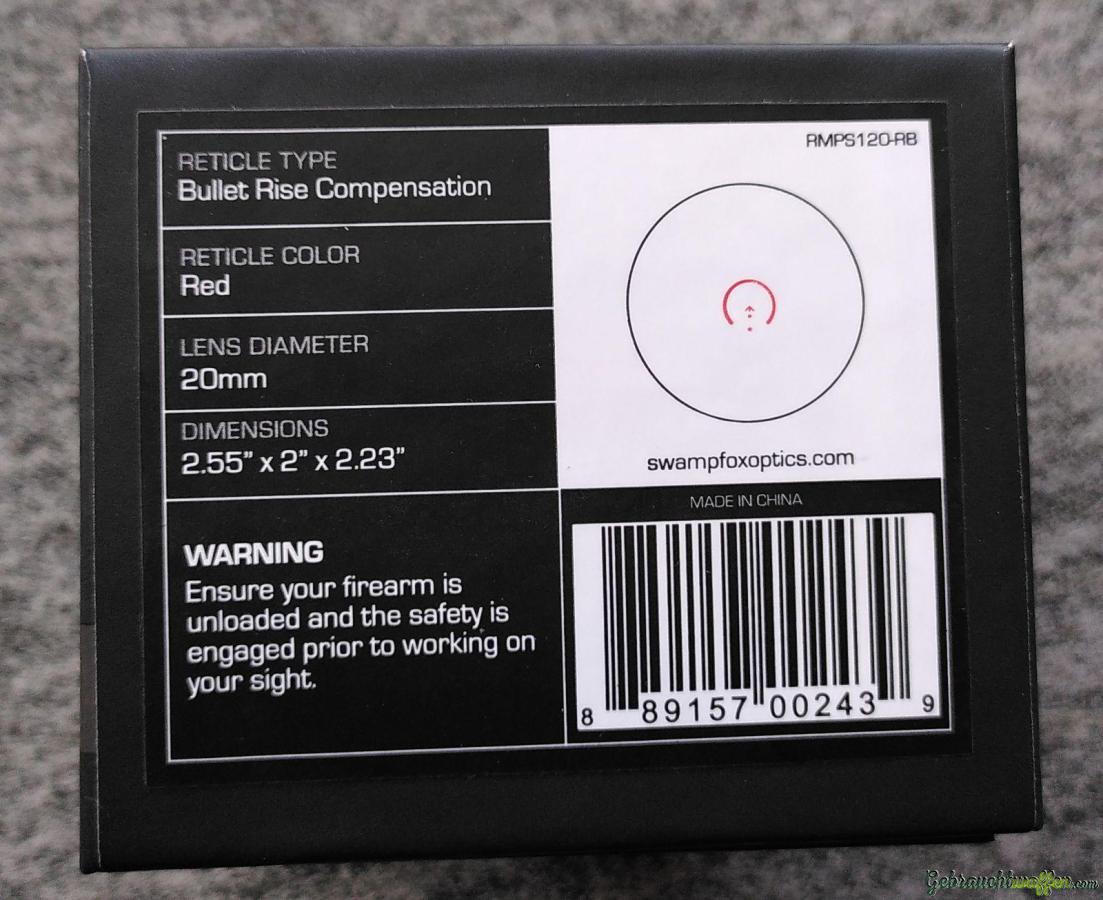 RETICLE TYPE
Bullet Rise Compensation
RETICLE COLOR
Red
LENS DIAMETER
20mm
DIMENSIONS
2.55” x 2” x 2.23”
WARNING
Ensure your firearm is
unloaded and the safety is
engaged prior to working on
your sight.
RMPS120-RB
swampfoxoptics.com
MADE IN CHINA
8 89157 00243 9
Gebrauchtwaffen.com